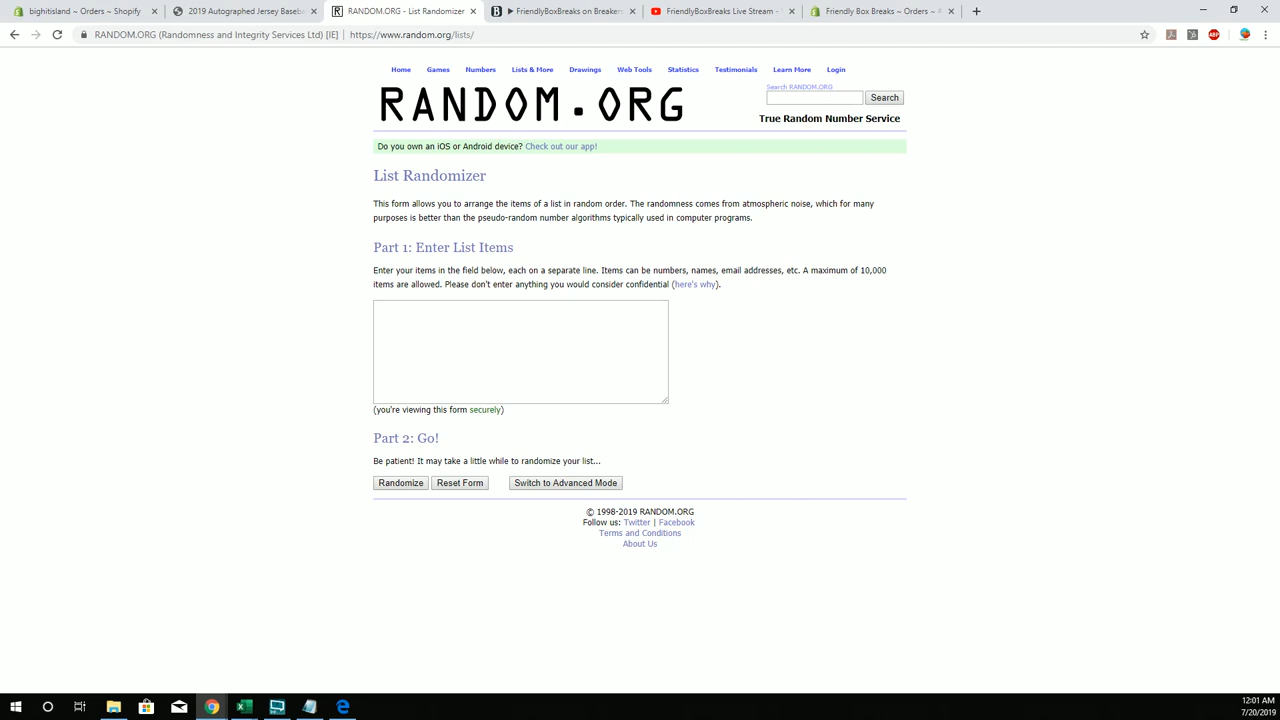 bighitisland ~ Orders ~ Shopify
2019 Autographed Jersey Baseb
RANDOM.ORG - List Randomizer
FriendlyBoxBreaks on Breakers
FriendlyBoxBreaks Live Stream -
Friendly Box Breaks ~ Orders ~
RANDOM.ORG (Randomness and Integrity Services Ltd) [IE] | https://www.random.org/lists/
Home Games Numbers Lists & More Drawings Web Tools Statistics Testimonials Learn More Login
RANDOM.ORG
Search RANDOM.ORG
Search
True Random Number Service
Do you own an iOS or Android device? Check out our app!
List Randomizer
This form allows you to arrange the items of a list in random order. The randomness comes from atmospheric noise, which for many
purposes is better than the pseudo-random number algorithms typically used in computer programs.
Part 1: Enter List Items
Enter your items in the field below, each on a separate line. Items can be numbers, names, email addresses, etc. A maximum of 10,000
items are allowed. Please don't enter anything you would consider confidential (here's why).
(you're viewing this form securely)
Part 2: Go!
Be patient! It may take a little while to randomize your list...
Randomize Reset Form Switch to Advanced Mode
© 1998-2019 RANDOM.ORG
Follow us: Twitter | Facebook
Terms and Conditions
About Us
12:01 AM
7/20/2019